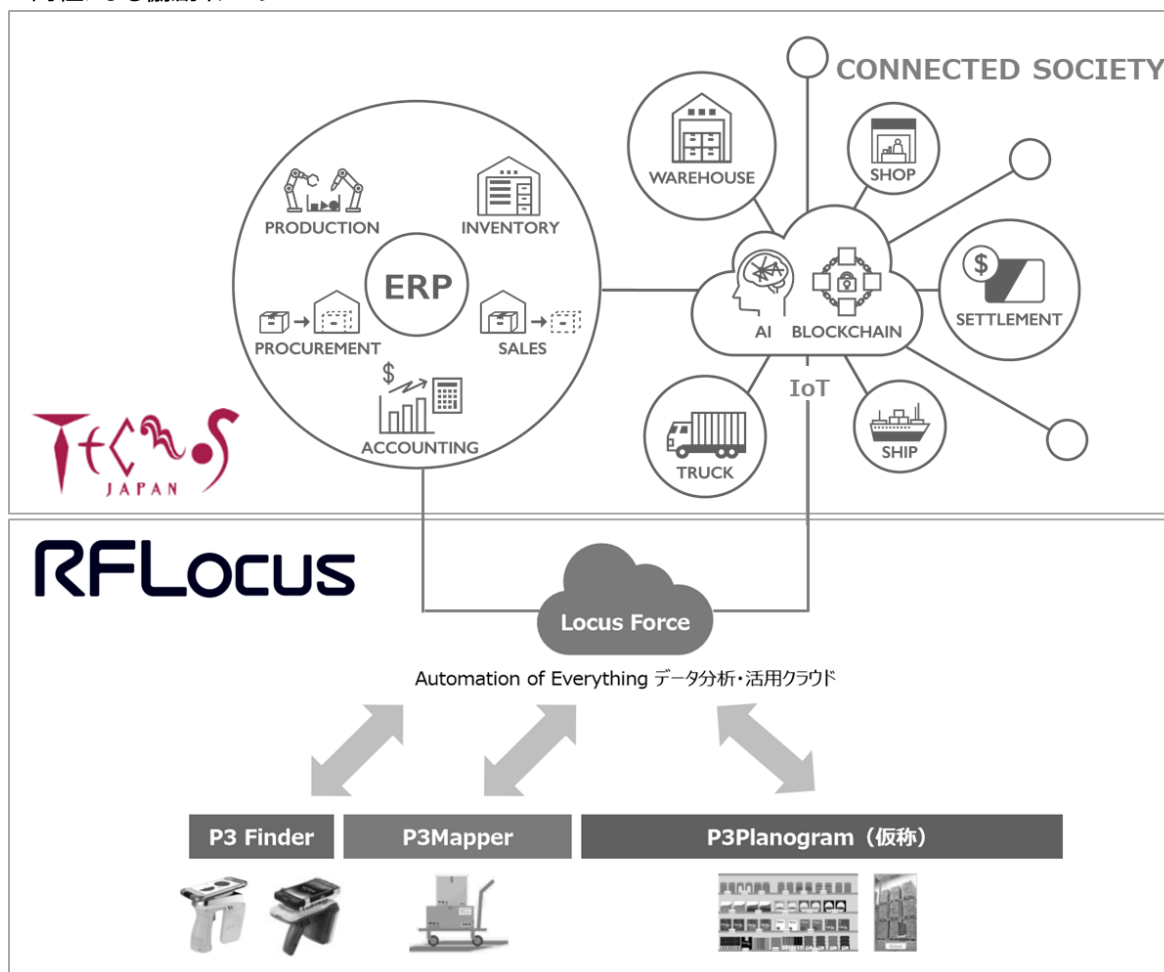 CONNECTED SOCIETY
WAREHOUSE
SHOP
PRODUCTION
INVENTORY
ERP
$
SETTLEMENT
AI
BLOCKCHAIN
PROCUREMENT
SALES
$
IoT
ACCOUNTING
TRUCK
SHIP
TECNOS
JAPAN
RFLOCUS
Locus Force
Automation of Everything データ分析・活用クラウド
P3 Finder
P3Mapper
P3Planogram（仮称）